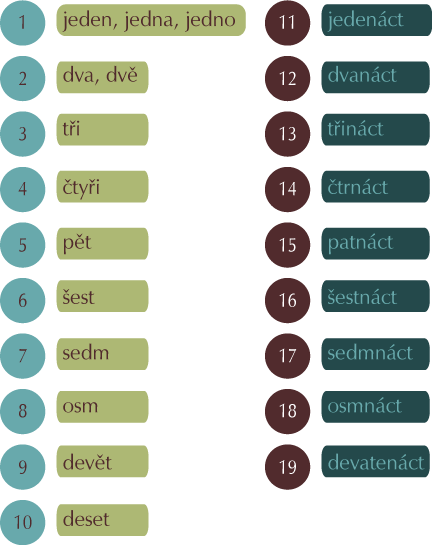 1 jeden, jedna, jedno
2 dva, dvě
3 tři
4 čtyři
5 pět
6 šest
7 sedm
8 osm
9 devět
10 deset
11 jedenáct
12 dvanáct
13 třináct
14 čtrnáct
15 patnáct
16 šestnáct
17 sedmnáct
18 osmnáct
19 devatenáct